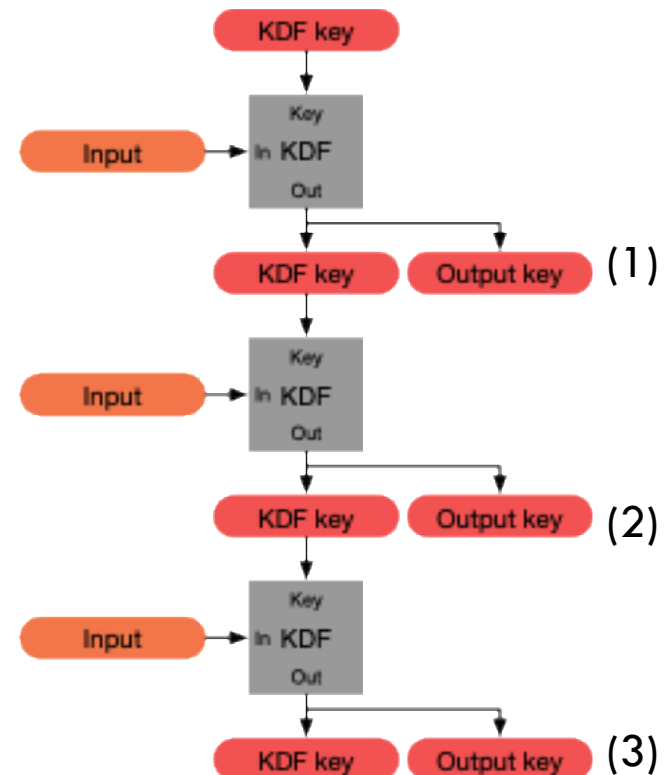 KDF key
Key
Input
In KDF
Out
KDF key Output key (1)
Key
Input
In KDF
Out
KDF key Output key (2)
Key
Input
In KDF
Out
KDF key Output key (3)